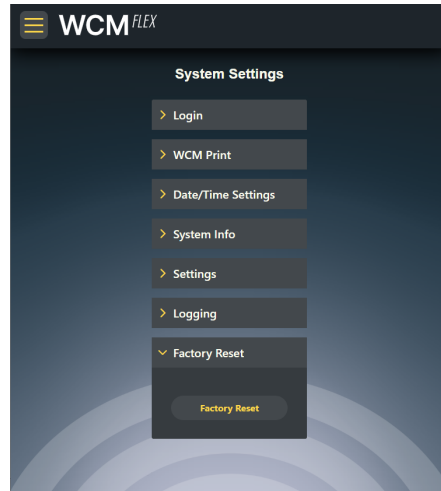 WCM FLEX
System Settings
Login
WCM Print
Date/Time Settings
System Info
Settings
Logging
Factory Reset
Factory Reset